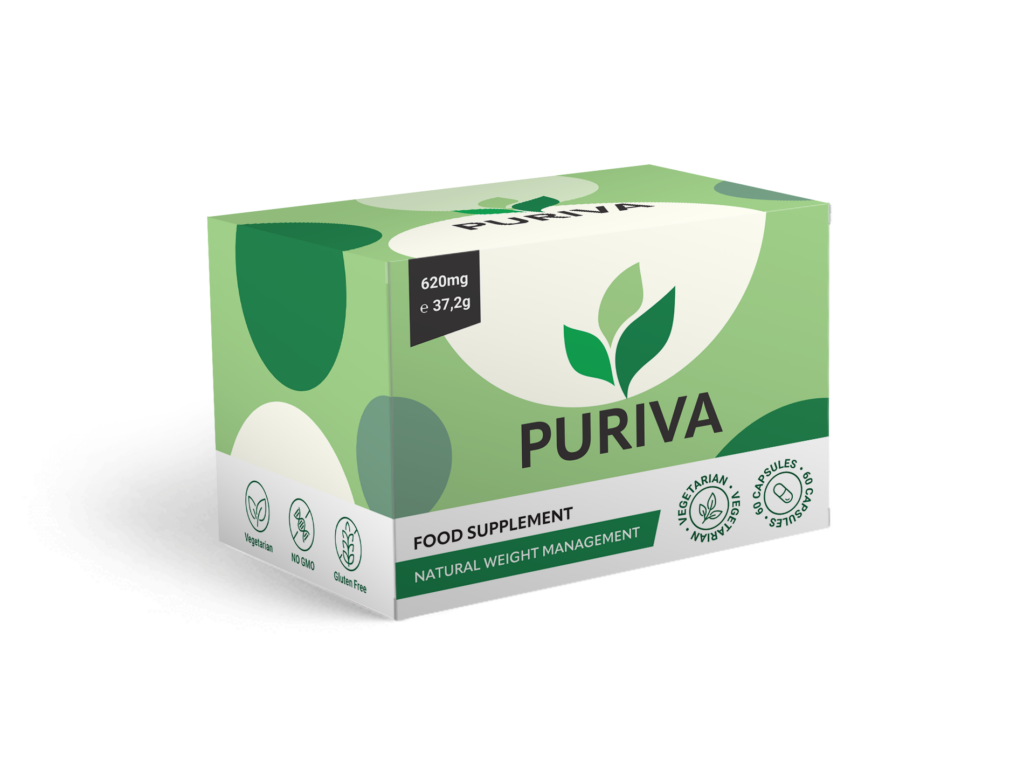 PURIVA
620mg
℮ 37,2g
PURIVA
FOOD SUPPLEMENT
NATURAL WEIGHT MANAGEMENT
VEGETARIAN • VEGETARIAN •
60 CAPSULES • 60 CAPSULES •
Vegetarian
NO GMO
Gluten Free